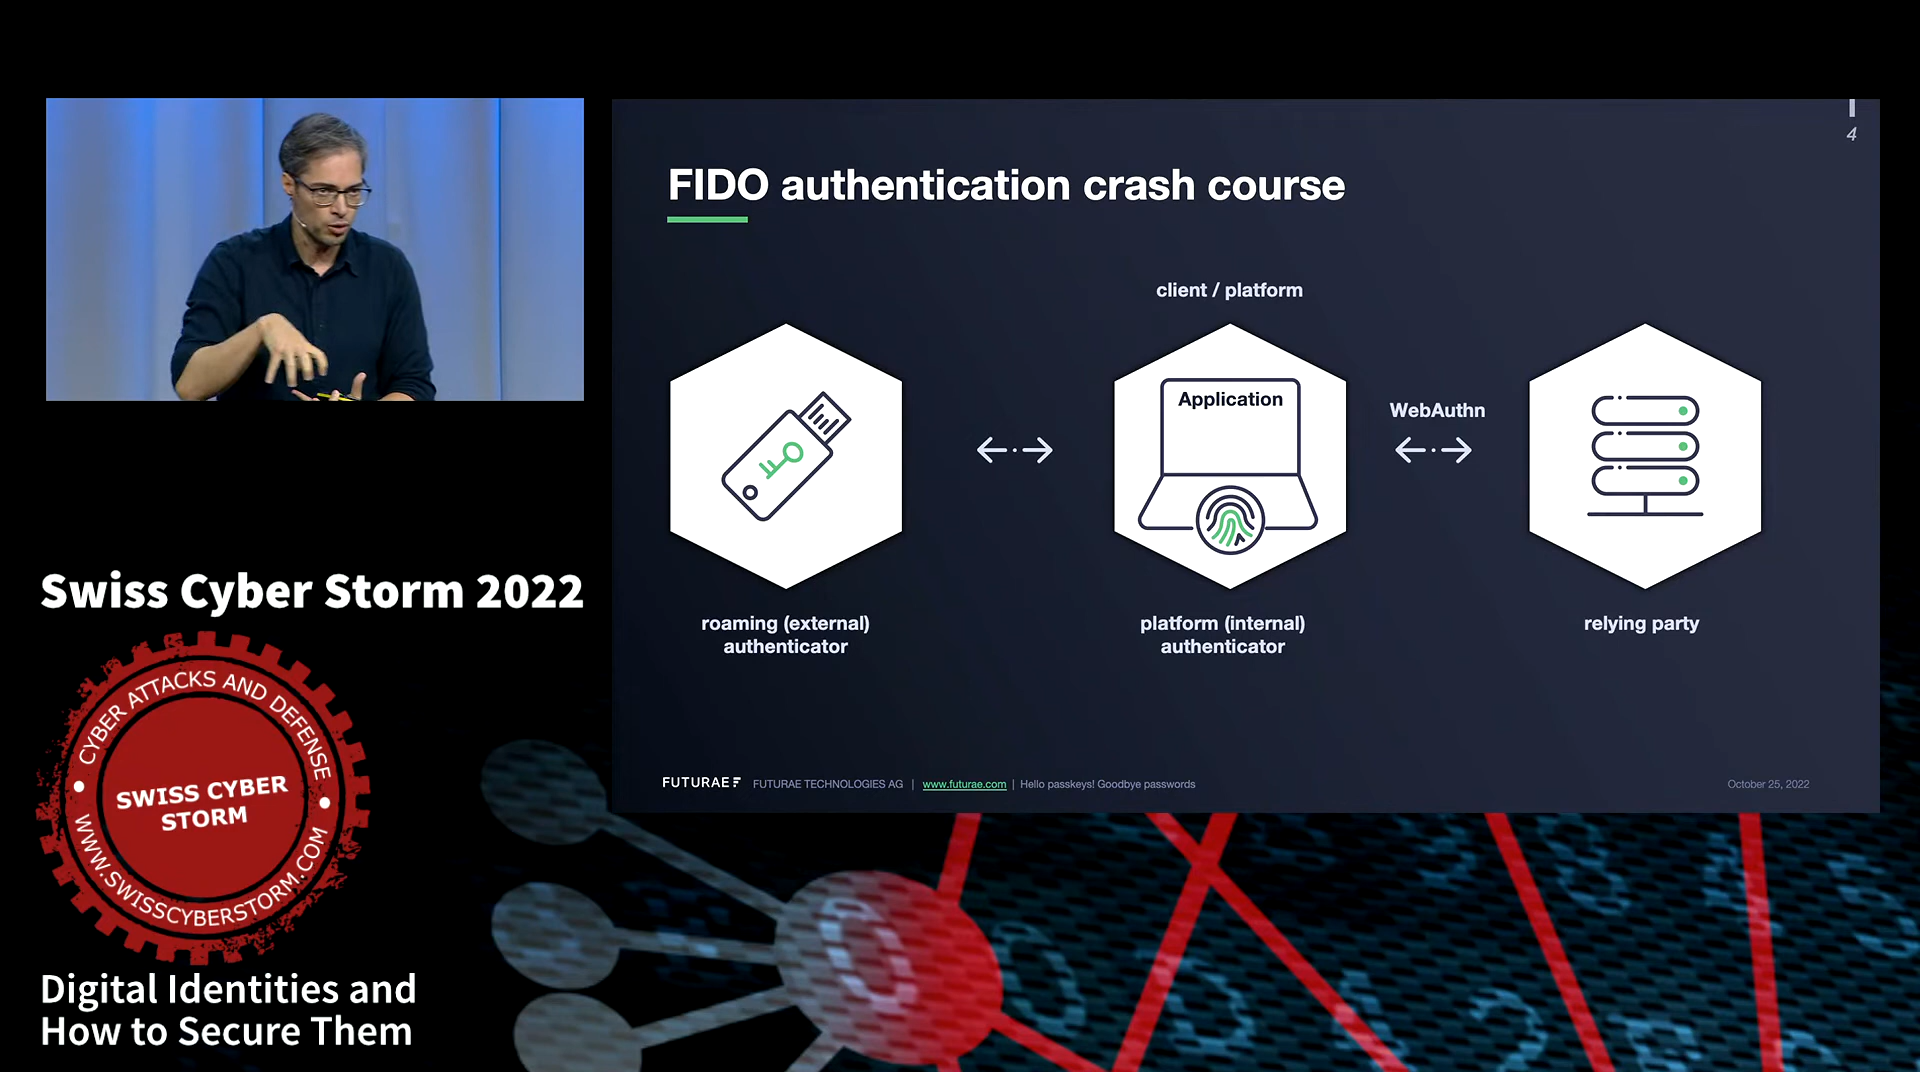 4
FIDO authentication crash course
client / platform
Application
WebAuthn
roaming (external)
authenticator
platform (internal)
authenticator
relying party
FUTURAE
FUTURAE TECHNOLOGIES AG | www.futurae.com | Hello passkeys! Goodbye passwords
October 25, 2022
Swiss Cyber Storm 2022
CYBER ATTACKS AND DEFENSE
SWISS CYBER
STORM
WWW.SWISSCYBERSTORM.COM
Digital Identities and
How to Secure Them